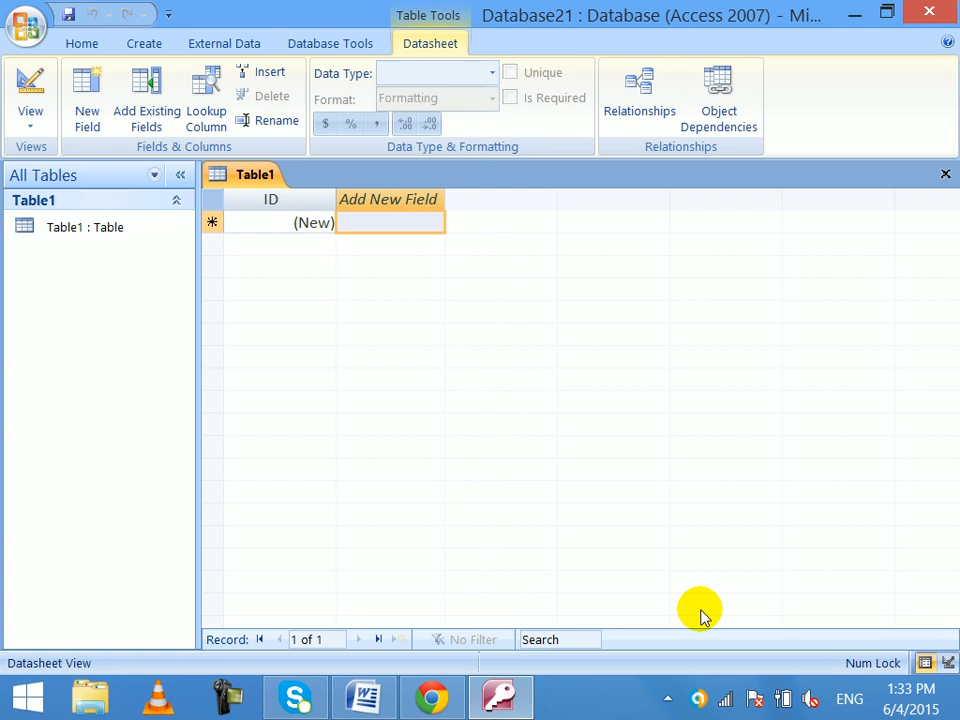 Table Tools
Database21 : Database (Access 2007) - Mi...
Home
Create
External Data
Database Tools
Datasheet
View
Views
New
Field
Add Existing
Fields
Lookup
Column
Insert
Delete
Rename
Fields & Columns
Data Type:
Format:
Formatting
$ % ,
Unique
Is Required
Data Type & Formatting
Relationships
Object
Dependencies
Relationships
All Tables
Table1
Table1 : Table
Table1
ID
Add New Field
(New)
Record:
1 of 1
No Filter
Search
Datasheet View
Num Lock
ENG
1:33 PM
6/4/2015